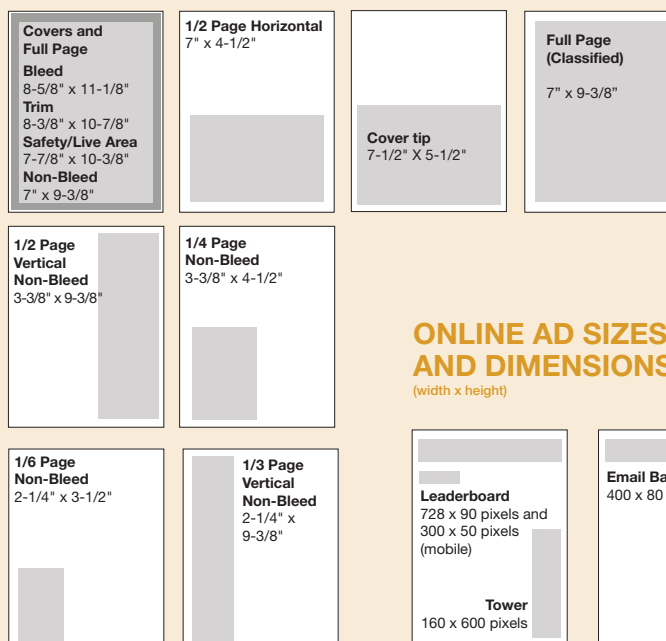 Covers and
Full Page
Bleed
8-5/8" x 11-1/8"
Trim
8-3/8" x 10-7/8"
Safety/Live Area
7-7/8" x 10-3/8"
Non-Bleed
7" x 9-3/8"
1/2 Page Horizontal
7" x 4-1/2"
Cover tip
7-1/2" X 5-1/2"
Full Page
(Classified)
7” x 9-3/8”
1/2 Page
Vertical
Non-Bleed
3-3/8" x 9-3/8"
1/4 Page
Non-Bleed
3-3/8" x 4-1/2"
1/6 Page
Non-Bleed
2-1/4" x 3-1/2"
1/3 Page
Vertical
Non-Bleed
2-1/4" x
9-3/8"
ONLINE AD SIZES
AND DIMENSIONS
(width x height)
Leaderboard
728 x 90 pixels and
300 x 50 pixels
(mobile)
Tower
160 x 600 pixels
Email
400 x 80